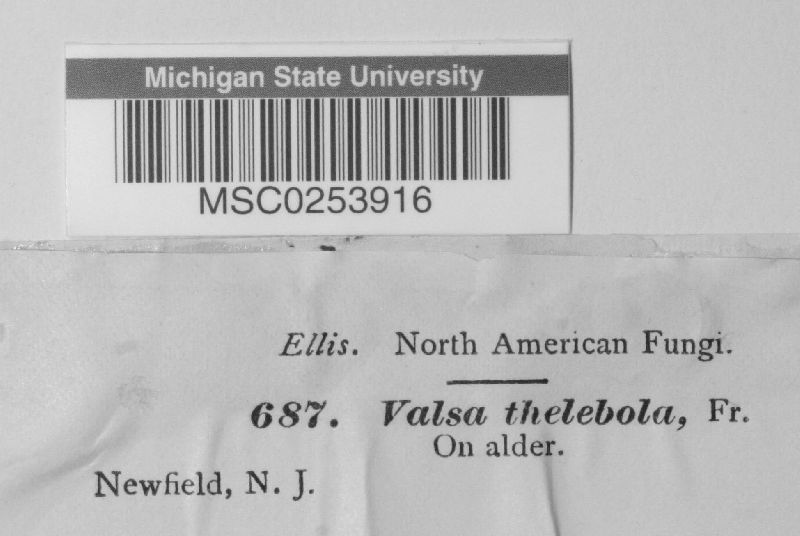 Michigan State University
MSC0253916
Ellis. North American Fungi.
687. Valsa thelebola, Fr.
On alder.
Newfield, N. J.